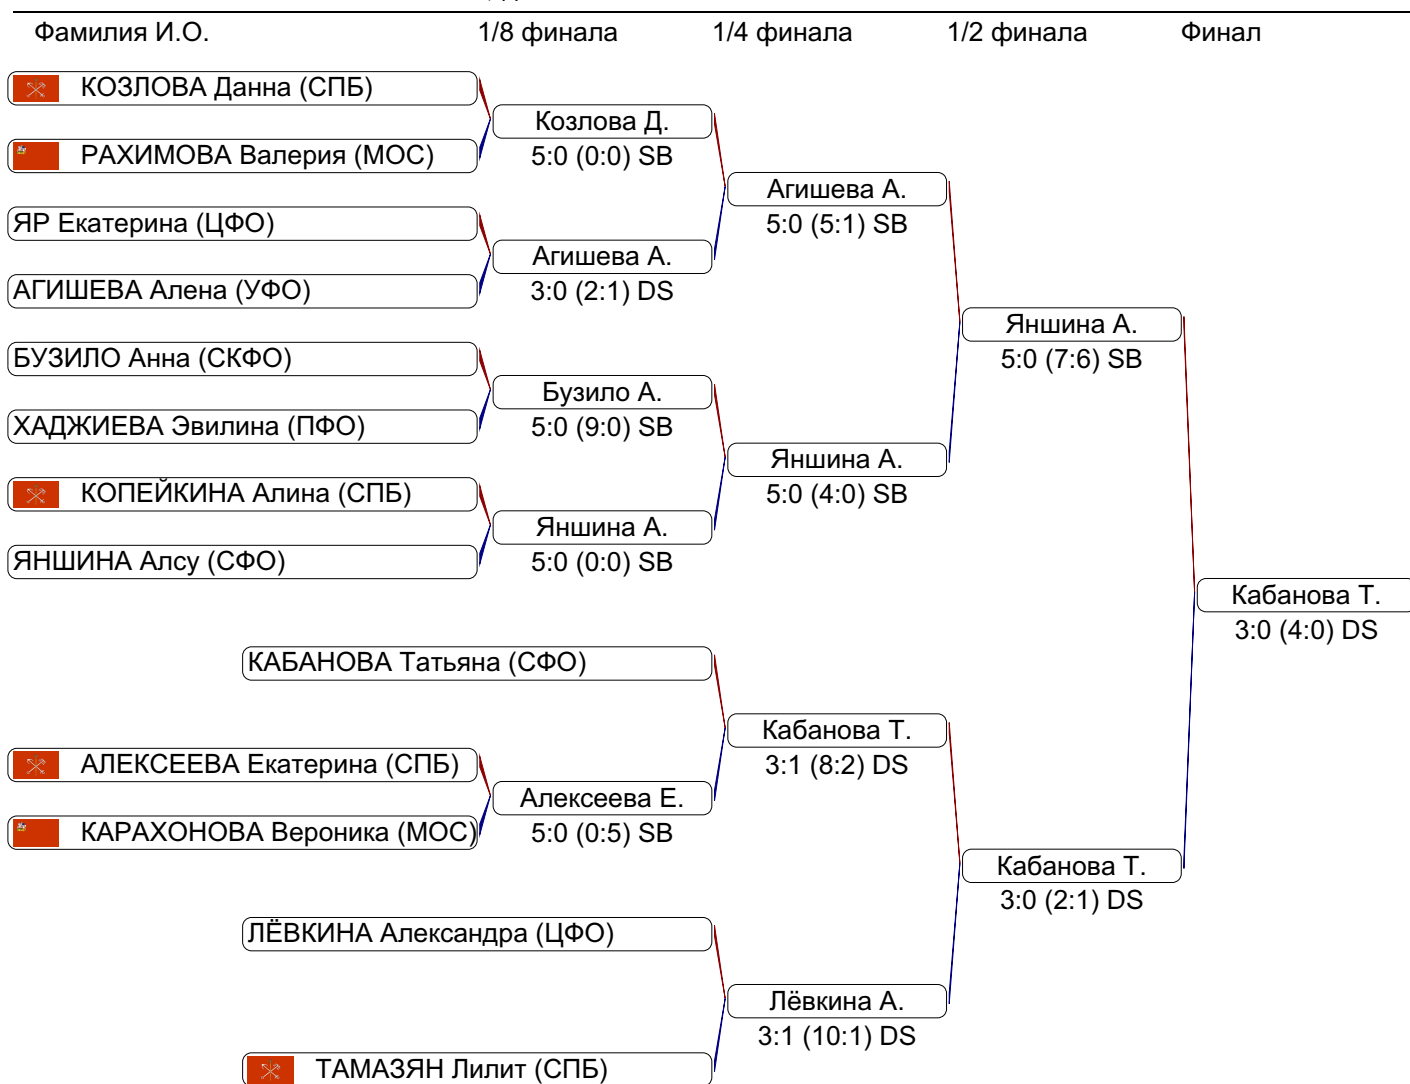 Фамилия И.О. 1/8 финала 1/4 финала 1/2 финала Финал
КОЗЛОВА Данна (СПБ)
Козлова Д.
РАХИМОВА Валерия (МОС) 5:0 (0:0) SB
Агишева А.
ЯР Екатерина (ЦФО) 5:0 (5:1) SB
Агишева А.
АГИШЕВА Алена (УФО) 3:0 (2:1) DS
Яншина А.
БУЗИЛО Анна (СКФО) 5:0 (7:6) SB
Бузило А.
ХАДЖИЕВА Эвилина (ПФО) 5:0 (9:0) SB
Яншина А.
КОПЕЙКИНА Алина (СПБ) 5:0 (4:0) SB
Яншина А.
ЯНШИНА Алсу (СФО) 5:0 (0:0) SB
Кабанова Т.
3:0 (4:0) DS
КАБАНОВА Татьяна (СФО)
Кабанова Т.
АЛЕКСЕЕВА Екатерина (СПБ) 3:1 (8:2) DS
Алексеева Е.
КАРАХОНОВА Вероника (МОС) 5:0 (0:5) SB
Кабанова Т.
3:0 (2:1) DS
ЛЁВКИНА Александра (ЦФО)
Лёвкина А.
3:1 (10:1) DS
ТАМАЗЯН Лилит (СПБ)